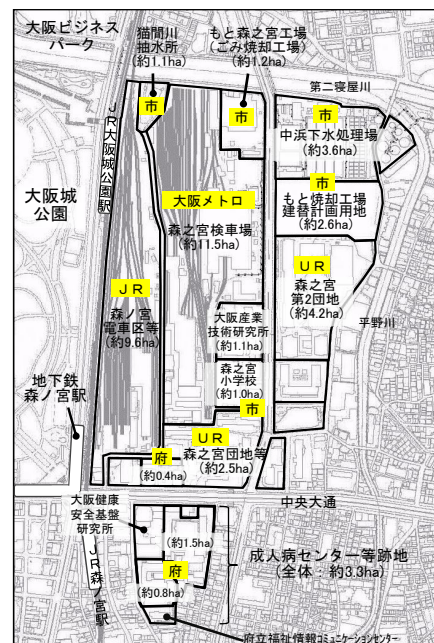 大阪ビジネス
パーク
猫間川
抽水所
(約1.1ha)
もと森之宮工場
(ごみ焼却工場)
(約1.2ha)
第二寝屋川
市
市
市
中浜下水処理場
(約3.6ha)
JR大阪城公園駅
大阪城
公園
大阪メトロ
森之宮検車場
(約11.5ha)
市
もと焼却工場
建替計画用地
(約2.6ha)
UR
森之宮
第2団地
(約4.2ha)
平野川
JR
森ノ宮
電車区等
(約9.6ha)
大阪産業
技術研究所
(約1.1ha)
森之宮
小学校
(約1.0ha)
市
地下鉄
森ノ宮駅
UR
森之宮団地等
(約2.5ha)
府
(約0.4ha)
中央大通
大阪健康
安全基盤
研究所
(約1.5ha)
府
(約0.8ha)
成人病センター等跡地
(全体:約3.3ha)
JR森ノ宮駅
府立福祉情報コミュニケーションセンター